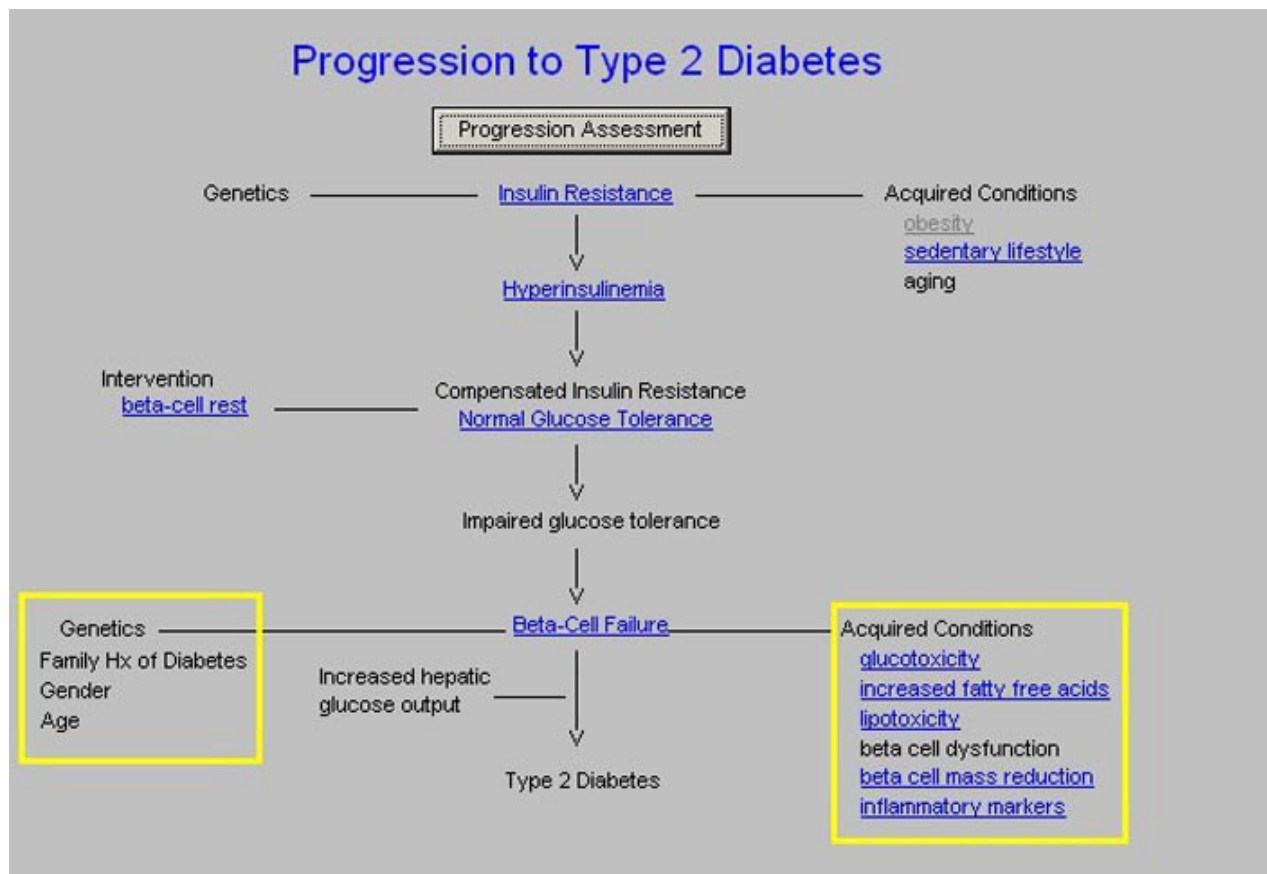 Progression to Type 2 Diabetes
Progression Assessment
Genetics
Insulin Resistance
Acquired Conditions
obesity
sedentary lifestyle
aging
Hyperinsulinemia
Intervention
beta-cell rest
Compensated Insulin Resistance
Normal Glucose Tolerance
Impaired glucose tolerance
Genetics
Family Hx of Diabetes
Gender
Age
Beta-Cell Failure
Increased hepatic
glucose output
Acquired Conditions
glucotoxicity
increased fatty free acids
lipotoxicity
beta cell dysfunction
beta cell mass reduction
inflammatory markers
Type 2 Diabetes